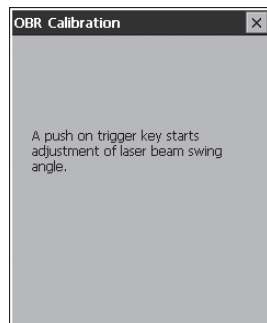 OBR Calibration
A push on trigger key starts
adjustment of laser beam swing
angle.